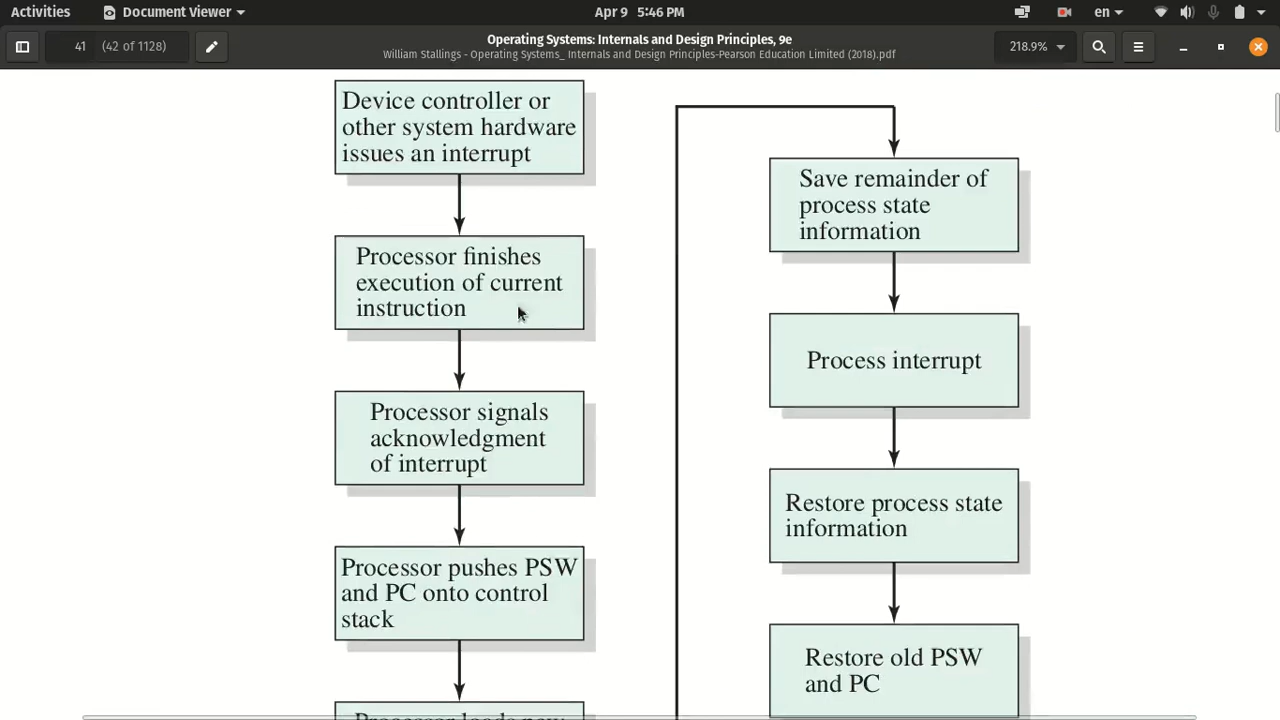 Activities
Document Viewer
Apr 9 5:46 PM
en
41
(42 of 1128)
Operating Systems: Internals and Design Principles, 9e
William Stallings - Operating Systems_ Internals and Design Principles-Pearson Education Limited (2018).pdf
218.9%
Device controller or
other system hardware
issues an interrupt
Processor finishes
execution of current
instruction
Processor signals
acknowledgment
of interrupt
Processor pushes PSW
and PC onto control
stack
Processor loads new
Save remainder of
process state
information
Process interrupt
Restore process state
information
Restore old PSW
and PC